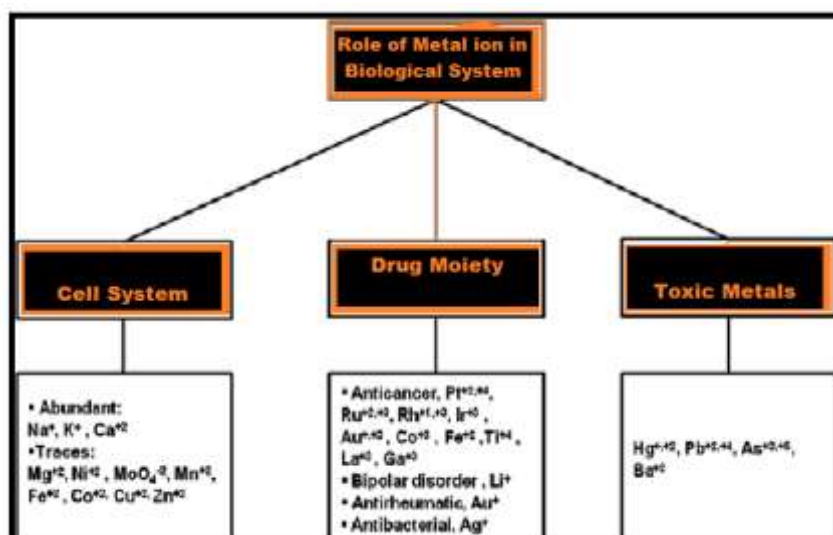 Role of Metal ion in
Biological System
Cell System
Drug Moiety
Toxic Metals
• Abundant:
Na⁺, K⁺ , Ca⁺²
•Traces:
Mg⁺², Ni⁺² , MoO₄⁻², Mn⁺²,
Fe⁺² , Co⁺², Cu⁺², Zn⁺²
• Anticancer, Pt⁺²,⁺⁴,
Ru⁺²,⁺³, Rh⁺¹,⁺³, Ir⁺³ ,
Au⁺,⁺³ , Co⁺³ , Fe⁺² ,Ti⁺⁴ ,
La⁺³ , Ga⁺³
• Bipolar disorder , Li⁺
• Antirheumatic, Au⁺
• Antibacterial, Ag⁺
Hg⁺,⁺², Pb⁺²,⁺⁴, As⁺³,⁺⁵,
Ba⁺²